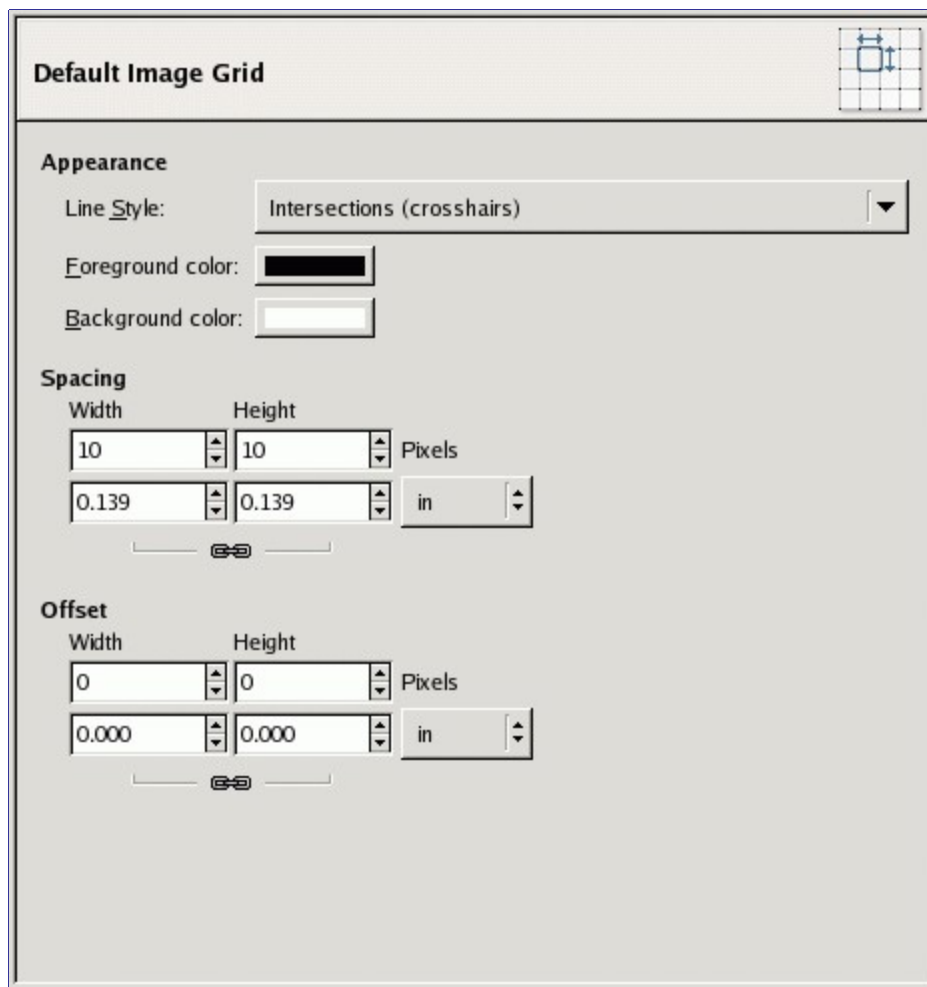 Default Image Grid
Appearance
Line Style: Intersections (crosshairs)
Foreground color:
Background color:
Spacing
Width Height
10 10 Pixels
0.139 0.139 in
Offset
Width Height
0 0 Pixels
0.000 0.000 in